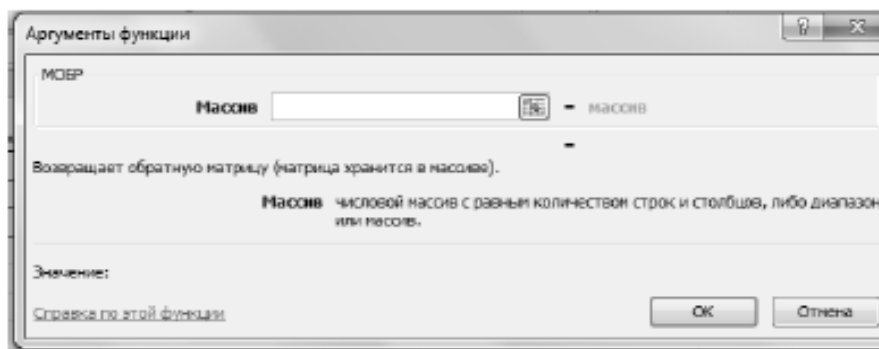 Аргументы функции
МОБР
Массив = массив
=
Возвращает обратную матрицу (матрица хранится в массиве).
Массив числовой массив с равным количеством строк и столбцов, либо диапазон
или массив.
Значение:
Справка по этой функции
ОК Отмена